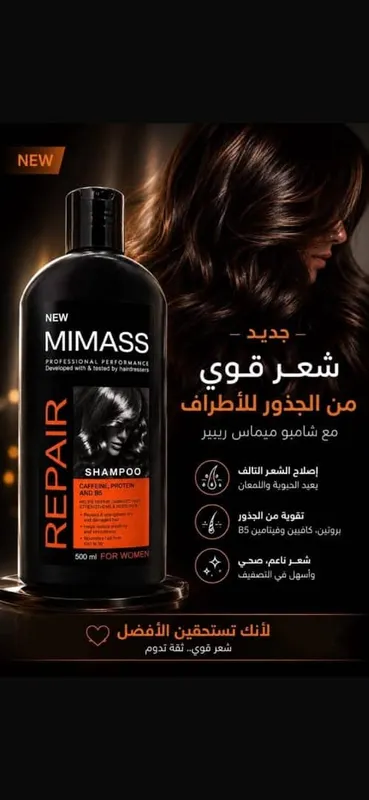 NEW
NEW
MIMASS
PROFESSIONAL PERFORMANCE
Developed with & tested by hairdressers
REPAIR
SHAMPOO
CAFFEINE, PROTEIN
AND B5
500 ml FOR WOMEN
جديد
شعر قوي
من الجذور للأطراف
مع شامبو ميماس ريبير
إصلاح الشعر التالف
يعيد الحيوية واللمعان
تقوية من الجذور
بروتين، كافيين وفيتامين B5
شعر ناعم، صحي
وأسهل في التصفيف
لأنك تستحقين الأفضل
شعر قوي.. ثقة تدوم